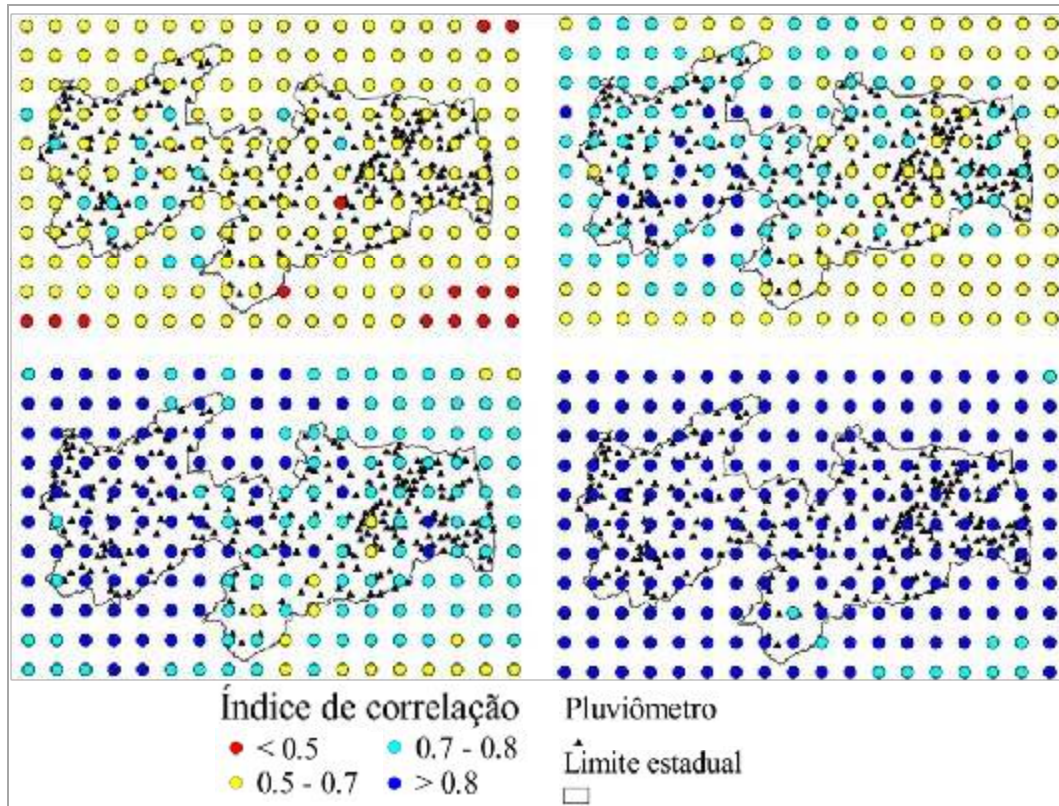 Índice de correlação
< 0.5
0.7 - 0.8
0.5 - 0.7
> 0.8
Pluviômetro
Limite estadual